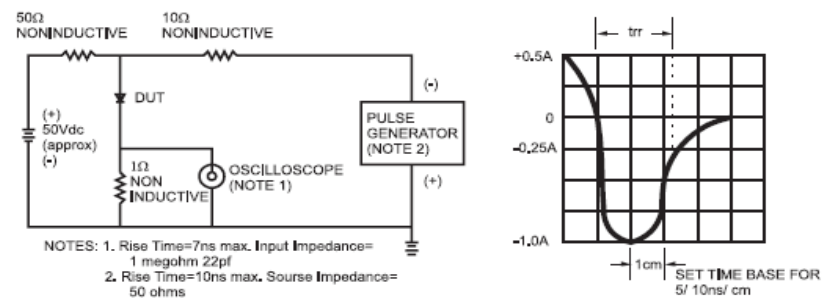 50Ω
NONINDUCTIVE
10Ω
NONINDUCTIVE
DUT
(+)
50Vdc
(approx)
(-)
1Ω
NON
INDUCTIVE
OSCILLOSCOPE
(NOTE 1)
(-)
PULSE
GENERATOR
(NOTE 2)
(+)
NOTES: 1. Rise Time=7ns max. Input Impedance=
1 megohm 22pf
2. Rise Time=10ns max. Sourse Impedance=
50 ohms
trr
+0.5A
0
-0.25A
-1.0A
1cm
SET TIME BASE FOR
5/ 10ns/ cm